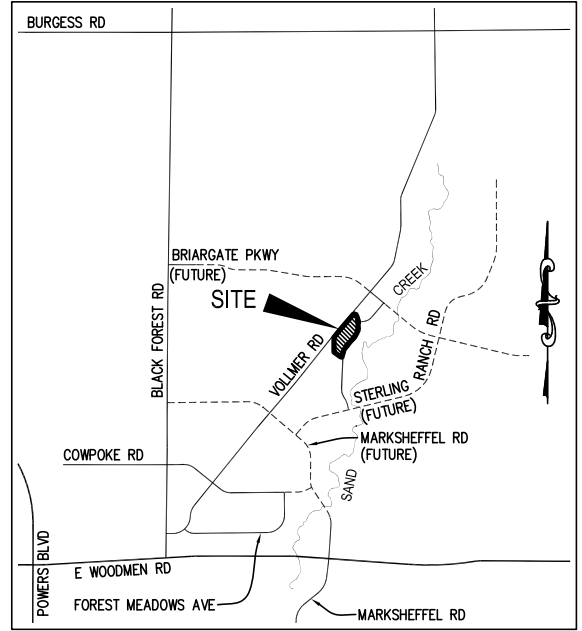 BURGESS RD
BRIARGATE PKWY
(FUTURE)
SITE
CREEK
BLACK FOREST RD
VOLLMER RD
RANCH RD
STERLING
(FUTURE)
MARKSHEFFEL RD
(FUTURE)
COWPOKE RD
SAND
POWERS BLVD
E WOODMEN RD
FOREST MEADOWS AVE
MARKSHEFFEL RD